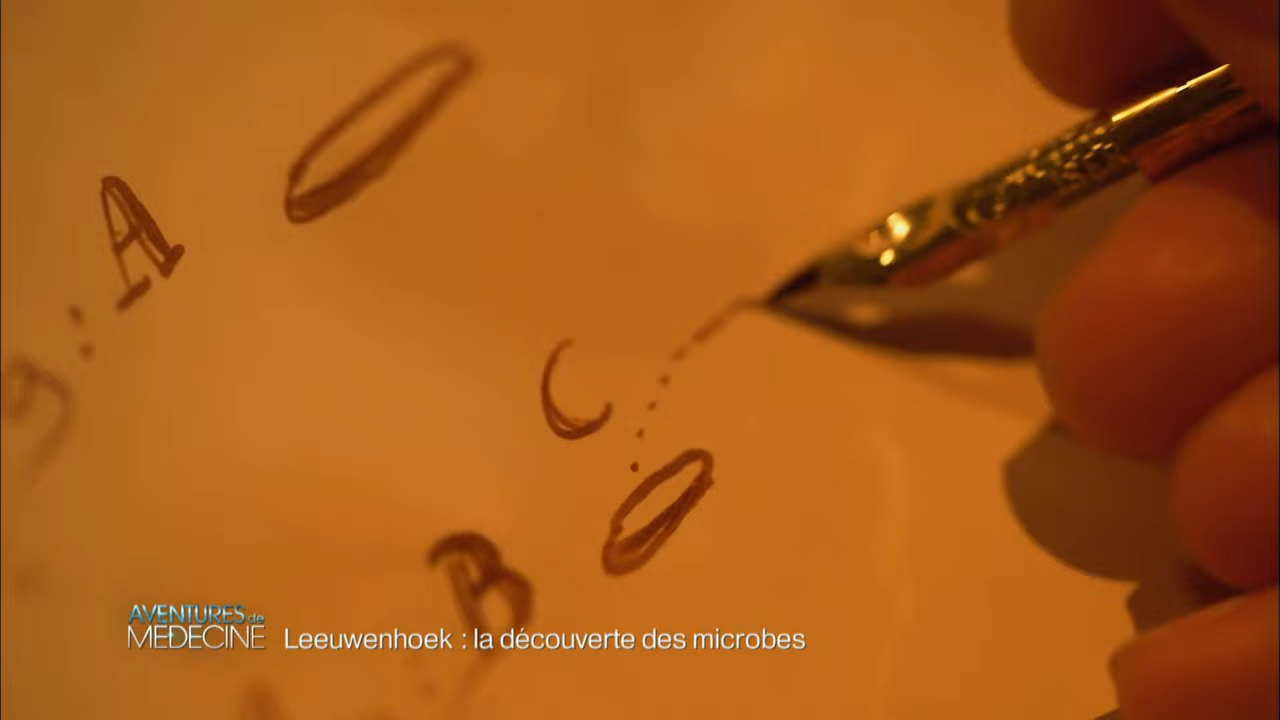 A
C
B
AVENTURES de
MEDECINE
Leeuwenhoek : la découverte des microbes